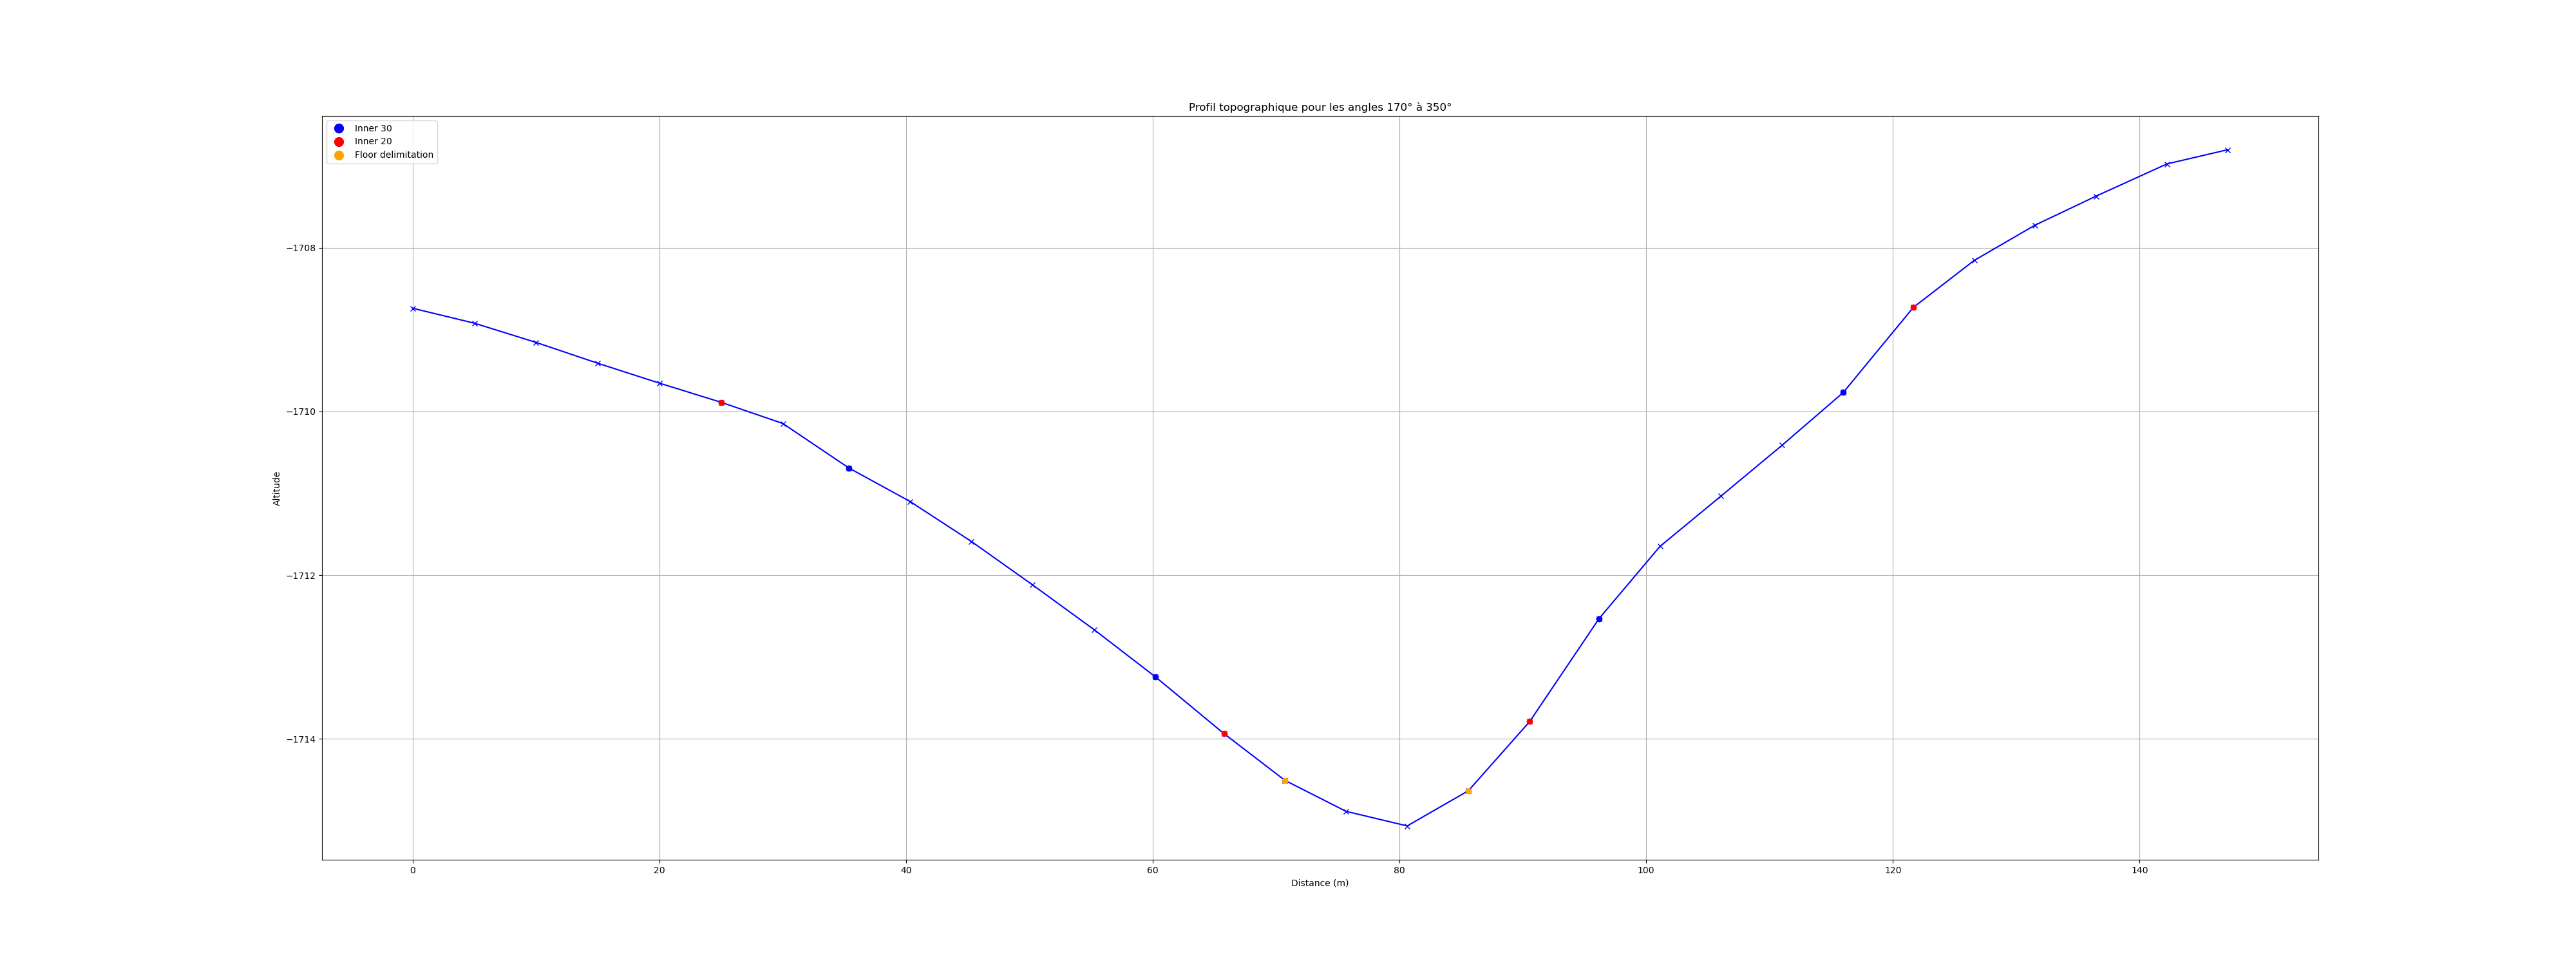 Profil topographique pour les angles 170° à 350°
Inner 30
Inner 20
Floor delimitation
−1708
−1710
−1712
−1714
Altitude
0 20 40 60 80 100 120 140
Distance (m)